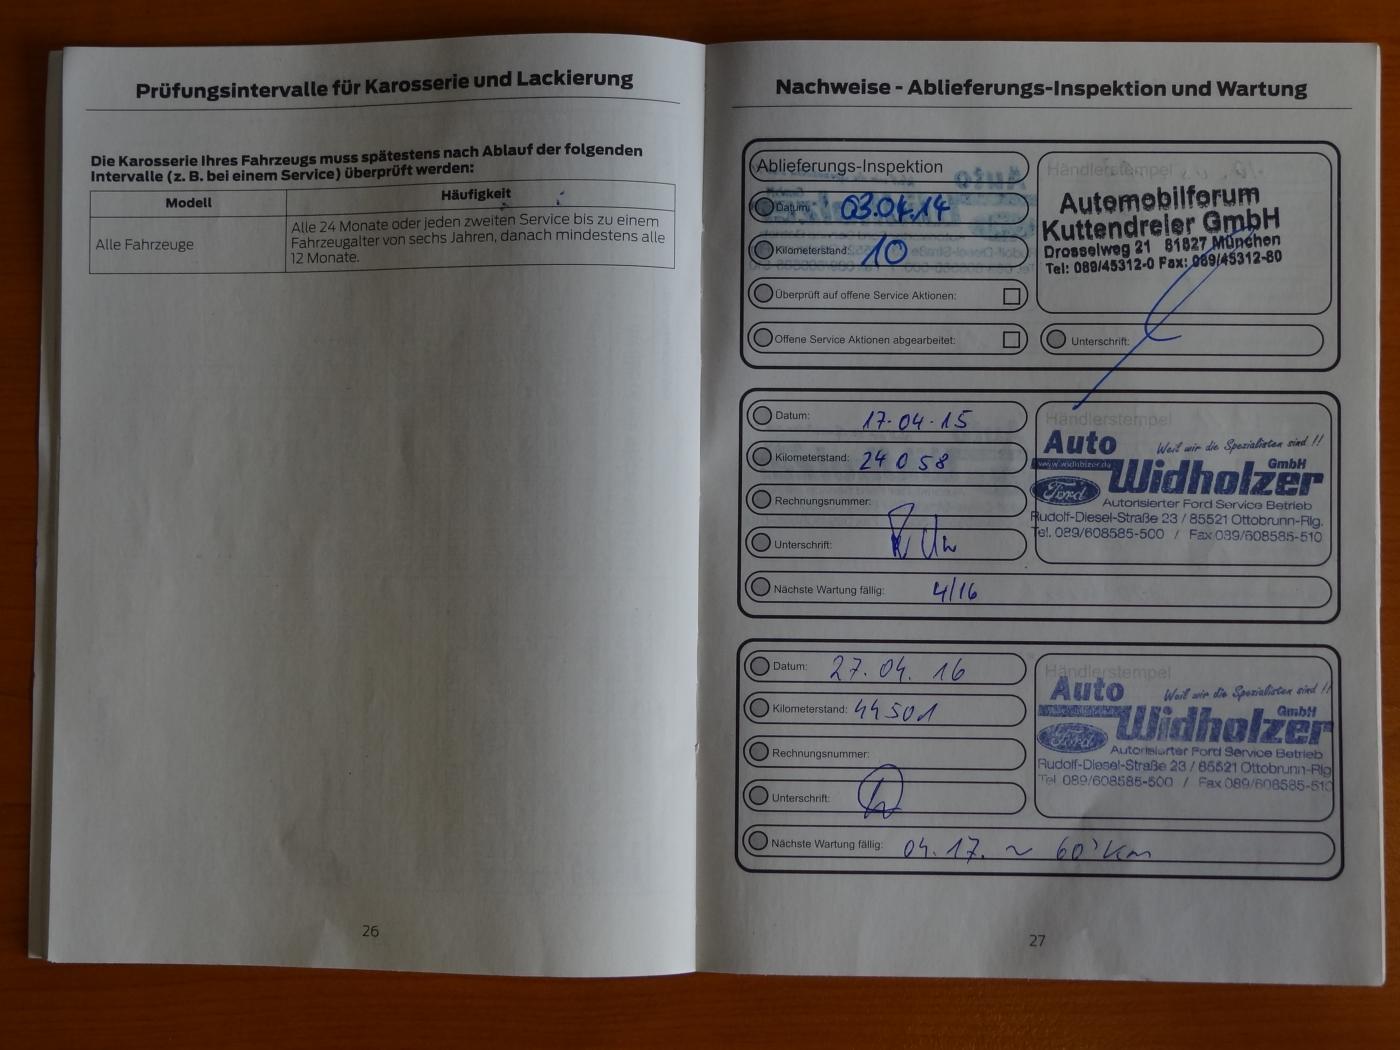 Prüfungsintervalle für Karosserie und Lackierung
Die Karosserie Ihres Fahrzeugs muss spätestens nach Ablauf der folgenden
Intervalle (z. B. bei einem Service) überprüft werden:
Modell
Häufigkeit
Alle Fahrzeuge
Alle 24 Monate oder jeden zweiten Service bis zu einem
Fahrzeugalter von sechs Jahren, danach mindestens alle
12 Monate.
26
Nachweise - Ablieferungs-Inspektion und Wartung
Ablieferungs-Inspektion
Datum: 03.04.14
Kilometerstand: 10
Überprüft auf offene Service Aktionen:
Offene Service Aktionen abgearbeitet:
Händlerstempel
Automobilforum
Kuttendreier GmbH
Drosselweg 21 81827 München
Tel: 089/45312-0 Fax: 089/45312-80
Unterschrift:
Datum: 17.04.15
Kilometerstand: 24058
Rechnungsnummer:
Unterschrift:
Nächste Wartung fällig: 4/16
Händlerstempel
Auto Weil wir die Spezialisten sind !!
www.widholzer.de GmbH
Ford Widholzer
Autorisierter Ford Service Betrieb
Rudolf-Diesel-Straße 23 / 85521 Ottobrunn-Rlg.
Tel. 089/608585-500 / Fax 089/608585-510
Datum: 27.04.16
Kilometerstand: 44501
Rechnungsnummer:
Unterschrift:
Nächste Wartung fällig: 04.17. ~ 60' km
Händlerstempel
Auto Weil wir die Spezialisten sind !!
GmbH
Ford Widholzer
Autorisierter Ford Service Betrieb
Rudolf-Diesel-Straße 23 / 85521 Ottobrunn-Rlg
Tel. 089/608585-500 / Fax 089/608585-510
27